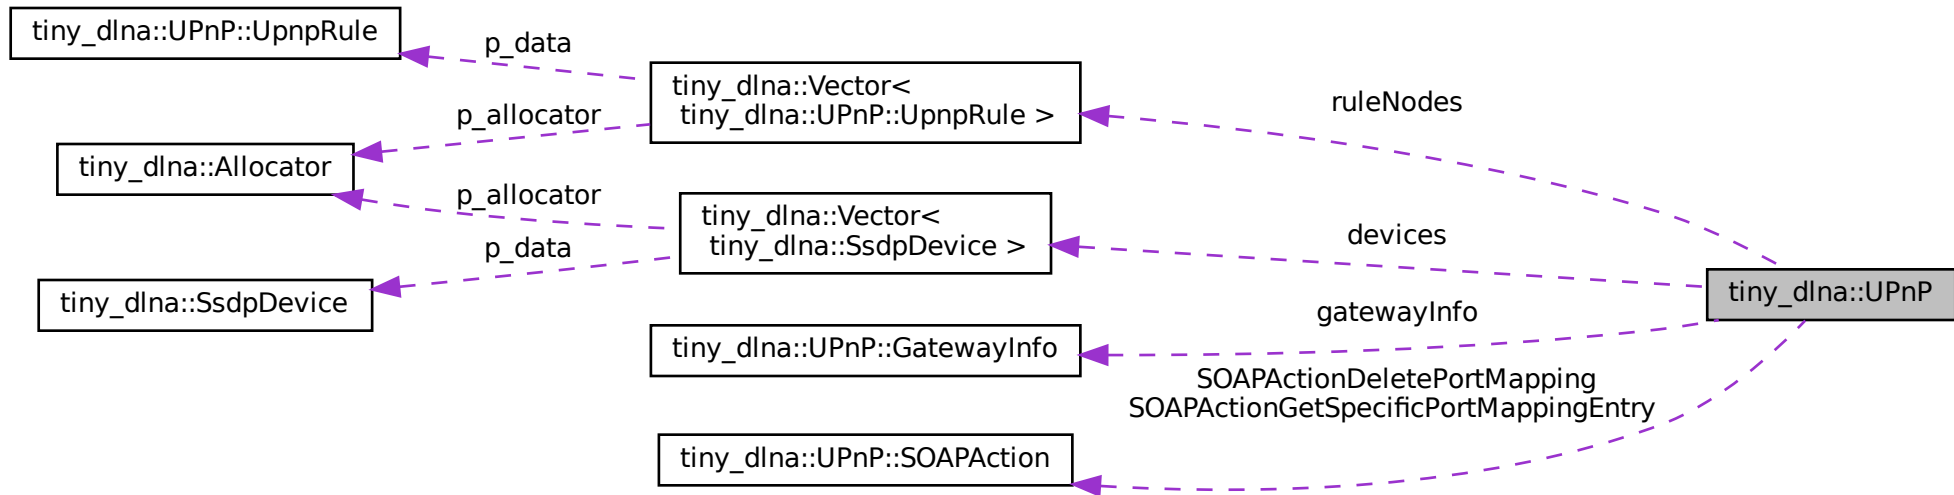 tiny_dlna::UPnP::UpnpRule
p_data
tiny_dlna::Vector<
tiny_dlna::UPnP::UpnpRule >
ruleNodes
p_allocator
tiny_dlna::Allocator
p_allocator
tiny_dlna::Vector<
tiny_dlna::SsdpDevice >
devices
p_data
tiny_dlna::SsdpDevice
tiny_dlna::UPnP
gatewayInfo
tiny_dlna::UPnP::GatewayInfo
SOAPActionDeletePortMapping
SOAPActionGetSpecificPortMappingEntry
tiny_dlna::UPnP::SOAPAction